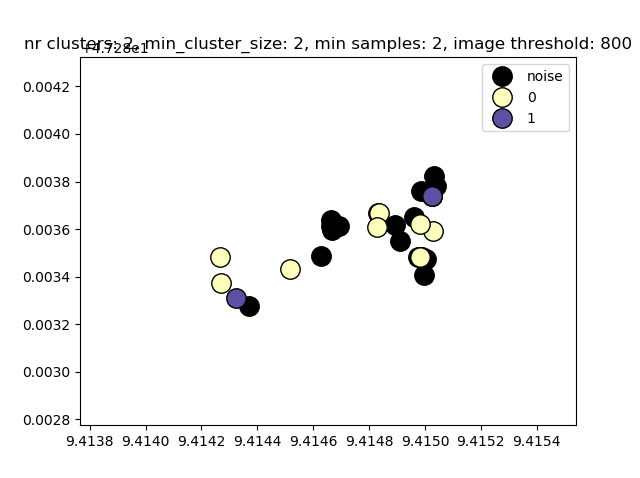 nr clusters: 2, min_cluster_size: 2, min samples: 2, image threshold: 800
+4.728e1
noise
0
1
0.0042
0.0040
0.0038
0.0036
0.0034
0.0032
0.0030
0.0028
9.4138 9.4140 9.4142 9.4144 9.4146 9.4148 9.4150 9.4152 9.4154